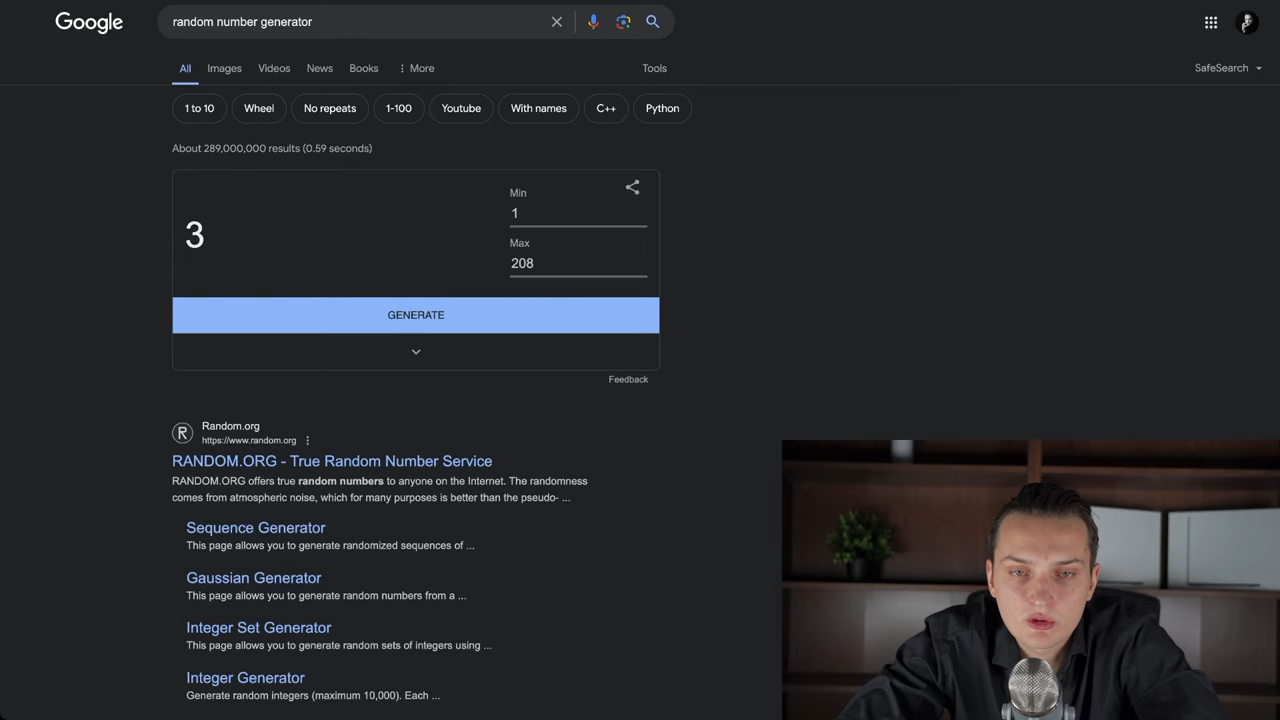 Google
random number generator
All Images Videos News Books More Tools SafeSearch
1 to 10 Wheel No repeats 1-100 Youtube With names C++ Python
About 289,000,000 results (0.59 seconds)
Min
1
3
Max
208
GENERATE
Feedback
R
Random.org
https://www.random.org
RANDOM.ORG - True Random Number Service
RANDOM.ORG offers true random numbers to anyone on the Internet. The randomness
comes from atmospheric noise, which for many purposes is better than the pseudo- ...
Sequence Generator
This page allows you to generate randomized sequences of ...
Gaussian Generator
This page allows you to generate random numbers from a ...
Integer Set Generator
This page allows you to generate random sets of integers using ...
Integer Generator
Generate random integers (maximum 10,000). Each ...